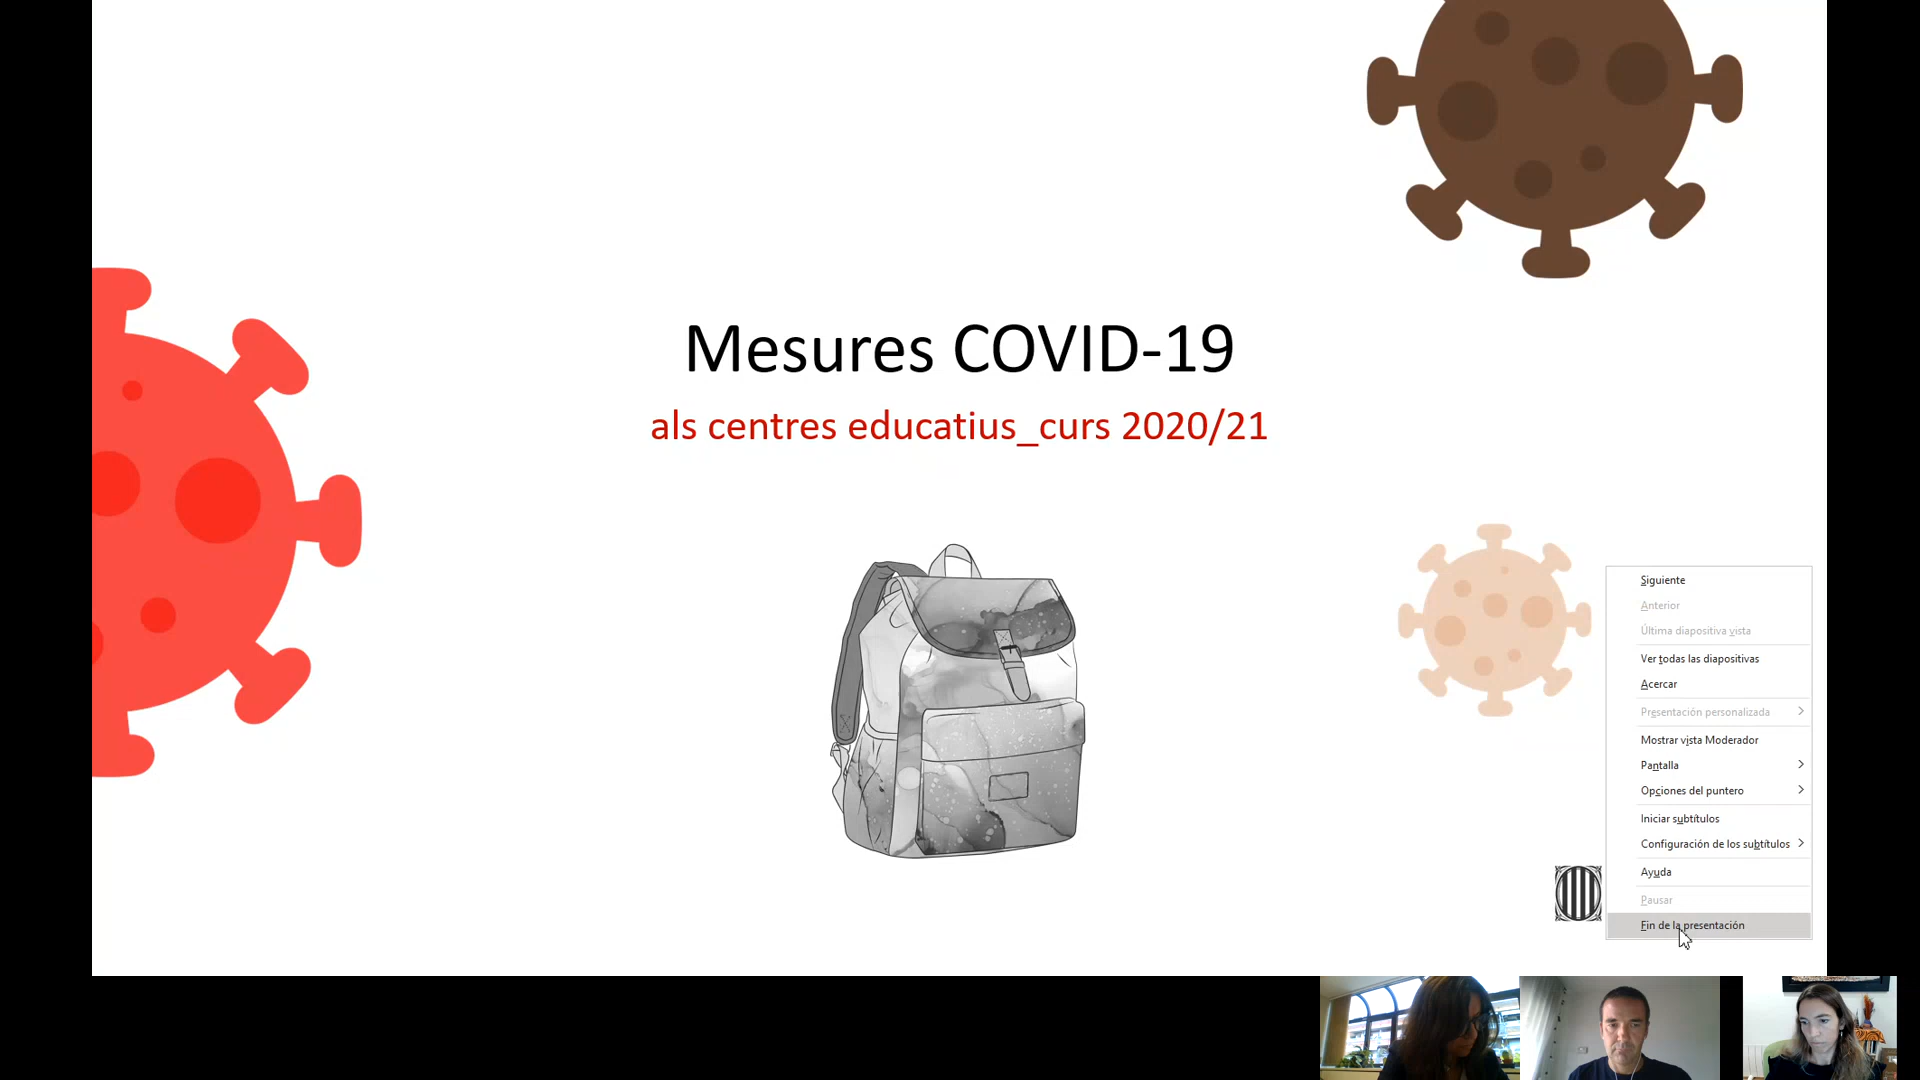 Mesures COVID-19
als centres educatius_curs 2020/21
Siguiente
Anterior
Última diapositiva vista
Ver todas las diapositivas
Acercar
Presentación personalizada
Mostrar vista Moderador
Pantalla
Opciones del puntero
Iniciar subtítulos
Configuración de los subtítulos
Ayuda
Pausar
Fin de la presentación